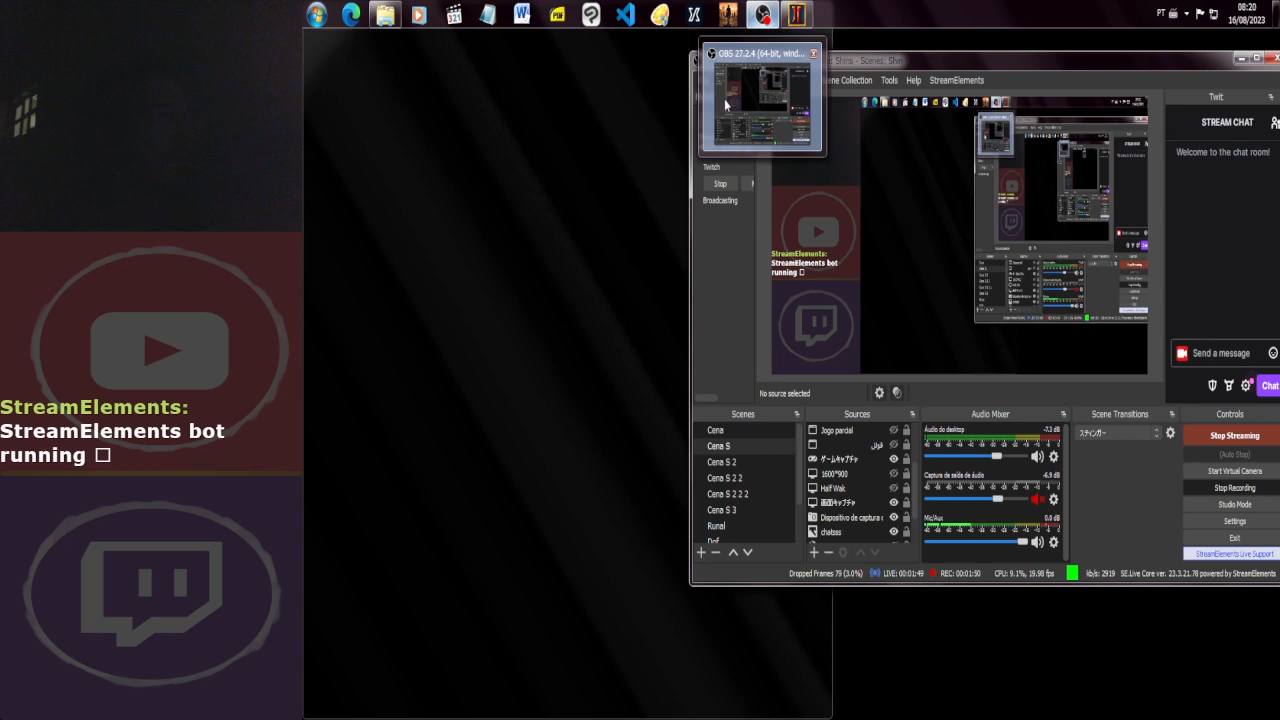 PT
08:20
16/08/2023
OBS 27.2.4 (64-bit, wind...
Tools
Help
StreamElements
Twit
STREAM CHAT
Welcome to the chat room!
Twitch
Stop
Broadcasting
StreamElements:
StreamElements bot
running
StreamElements:
StreamElements bot
running
Send a message
Chat
No source selected
Scenes
Sources
Audio Mixer
Scene Transitions
Controls
Cena
Cena S
Cena S 2
Cena S 2 2
Cena S 2 2 2
Cena S 3
Runal
Jogo parcial
ゲームキャプチャ
1600*900
Half Wak
画面キャプチャ
Dispositivo de captura
chatsss
Áudio do desktop
-7.3 dB
Captura de saída de áudio
-6.9 dB
Mic/Aux
0.0 dB
スティンガー
Stop Streaming
(Auto Stop)
Start Virtual Camera
Stop Recording
Studio Mode
Settings
Exit
StreamElements Live Support
Dropped Frames 79 (3.0%)
LIVE: 00:01:49
REC: 00:01:50
CPU: 9.1%, 19.98 fps
kb/s: 2919
SE.Live Core ver. 23.3.21.78 powered by StreamElements